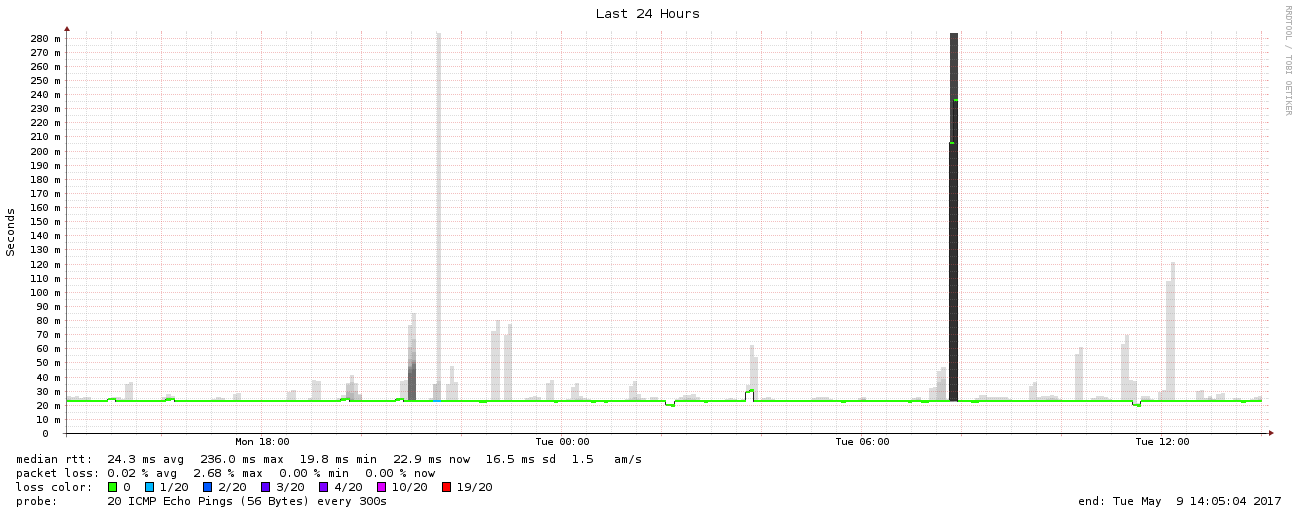 Last 24 Hours
RRDTOOL / TOBI OETIKER
Seconds
280 m
270 m
260 m
250 m
240 m
230 m
220 m
210 m
200 m
190 m
180 m
170 m
160 m
150 m
140 m
130 m
120 m
110 m
100 m
90 m
80 m
70 m
60 m
50 m
40 m
30 m
20 m
10 m
0
Mon 18:00 Tue 00:00 Tue 06:00 Tue 12:00
median rtt: 24.3 ms avg 236.0 ms max 19.8 ms min 22.9 ms now 16.5 ms sd 1.5 am/s
packet loss: 0.02 % avg 2.68 % max 0.00 % min 0.00 % now
loss color: 0 1/20 2/20 3/20 4/20 10/20 19/20
probe: 20 ICMP Echo Pings (56 Bytes) every 300s end: Tue May 9 14:05:04 2017